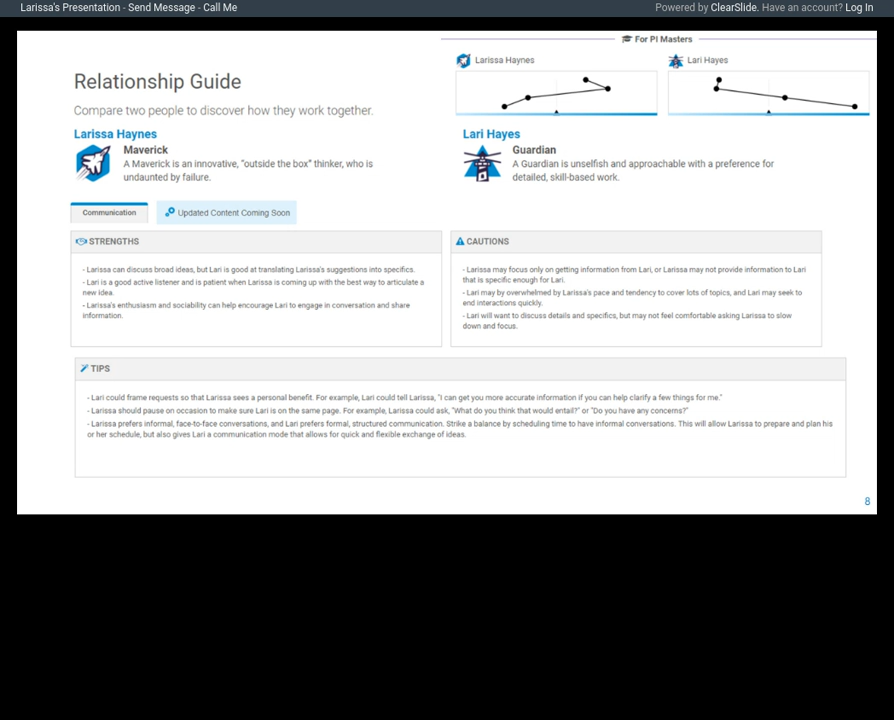 Larissa's Presentation - Send Message - Call Me
Powered by ClearSlide. Have an account? Log In
For PI Masters
Larissa Haynes
Lari Hayes
Relationship Guide
Compare two people to discover how they work together.
Larissa Haynes
Maverick
A Maverick is an innovative, "outside the box" thinker, who is
undaunted by failure.
Lari Hayes
Guardian
A Guardian is unselfish and approachable with a preference for
detailed, skill-based work.
Communication
Updated Content Coming Soon
STRENGTHS
- Larissa can discuss broad ideas, but Lari is good at translating Larissa's suggestions into specifics.
- Lari is a good active listener and is patient when Larissa is coming up with the best way to articulate a
new idea.
- Larissa's enthusiasm and sociability can help encourage Lari to engage in conversation and share
information.
CAUTIONS
- Larissa may focus only on getting information from Lari, or Larissa may not provide information to Lari
that is specific enough for Lari.
- Lari may by overwhelmed by Larissa's pace and tendency to cover lots of topics, and Lari may seek to
end interactions quickly.
- Lari will want to discuss details and specifics, but may not feel comfortable asking Larissa to slow
down and focus.
TIPS
- Lari could frame requests so that Larissa sees a personal benefit. For example, Lari could tell Larissa, "I can get you more accurate information if you can help clarify a few things for me."
- Larissa should pause on occasion to make sure Lari is on the same page. For example, Larissa could ask, "What do you think that would entail?" or "Do you have any concerns?"
- Larissa prefers informal, face-to-face conversations, and Lari prefers formal, structured communication. Strike a balance by scheduling time to have informal conversations. This will allow Larissa to prepare and plan his
or her schedule, but also gives Lari a communication mode that allows for quick and flexible exchange of ideas.
8